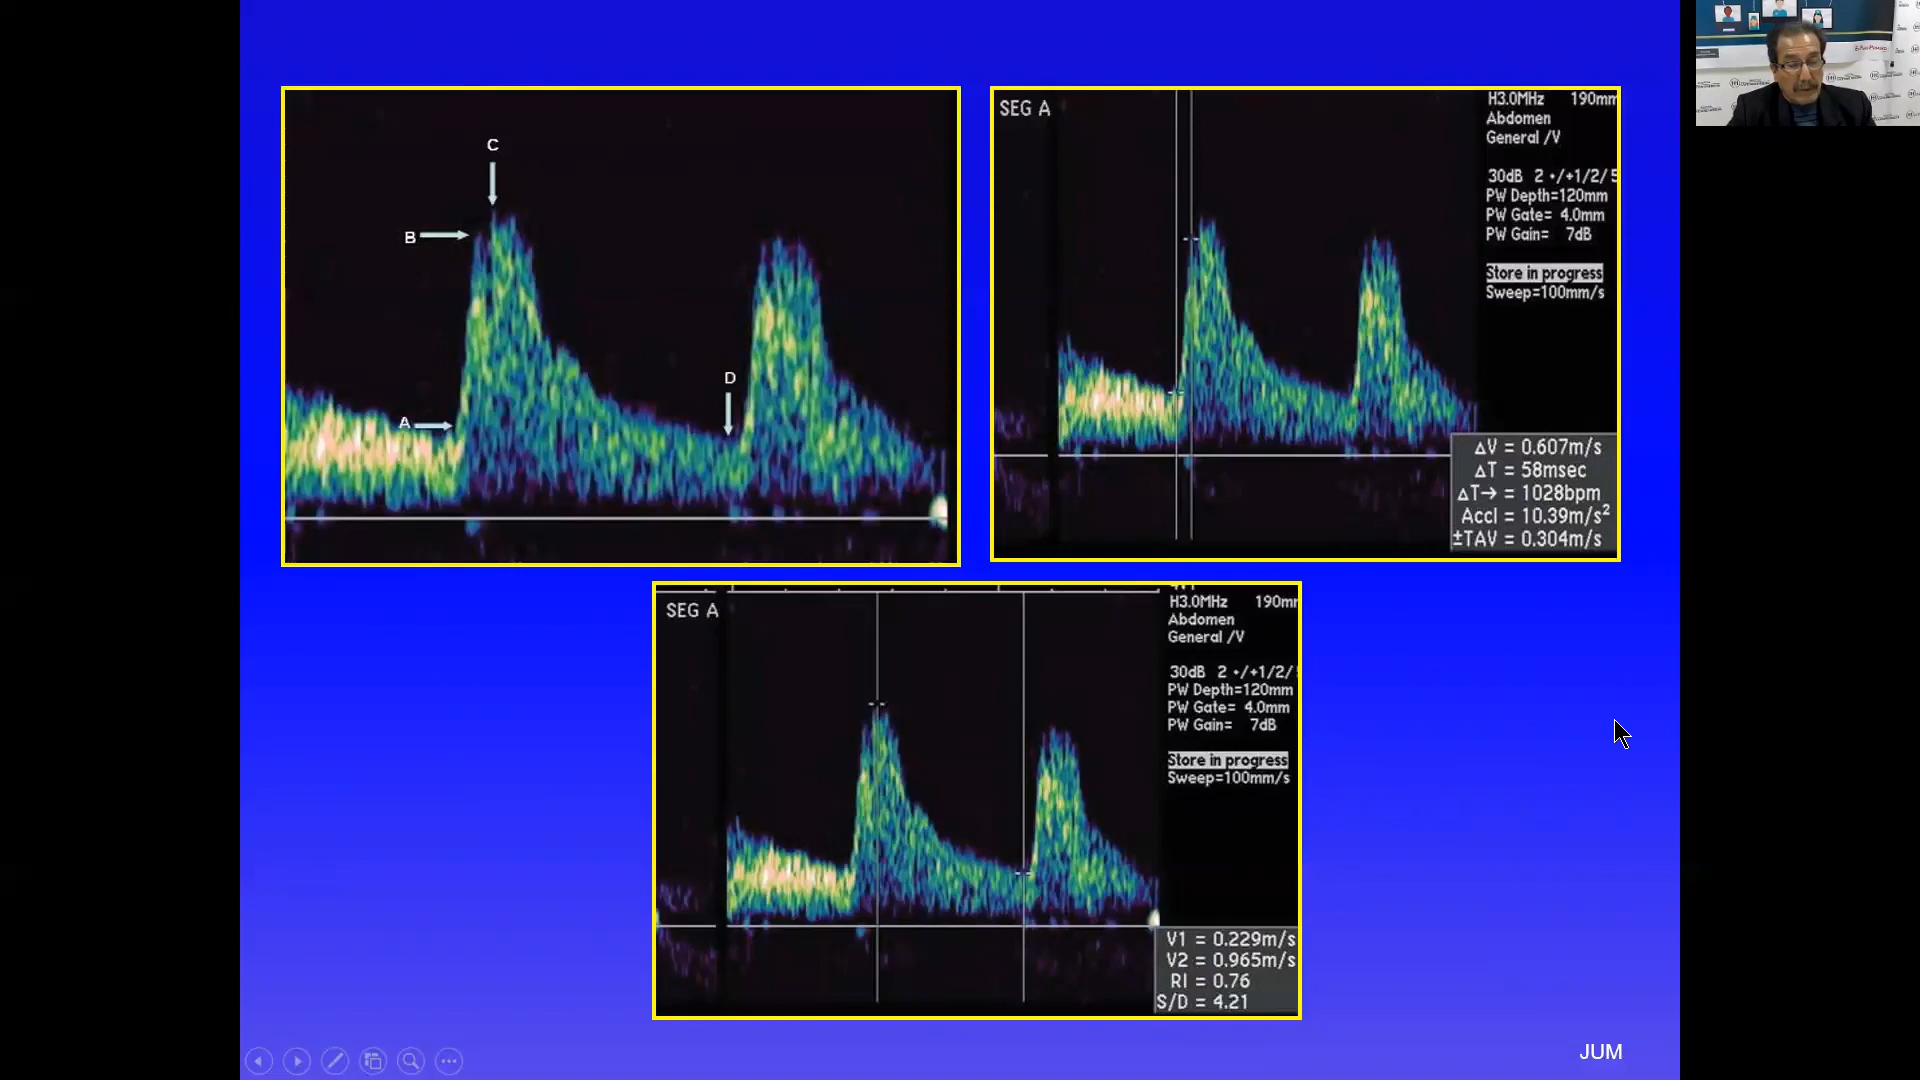 C
B
D
A
SEG A
H3.0MHz 190mm
Abdomen
General /V
30dB 2 •/+1/2/5
PW Depth=120mm
PW Gate= 4.0mm
PW Gain= 7dB
Store in progress
Sweep=100mm/s
ΔV = 0.607m/s
ΔT = 58msec
ΔT→ = 1028bpm
Accl = 10.39m/s²
±TAV = 0.304m/s
SEG A
H3.0MHz 190mm
Abdomen
General /V
30dB 2 •/+1/2/
PW Depth=120mm
PW Gate= 4.0mm
PW Gain= 7dB
Store in progress
Sweep=100mm/s
V1 = 0.229m/s
V2 = 0.965m/s
RI = 0.76
S/D = 4.21
JUM